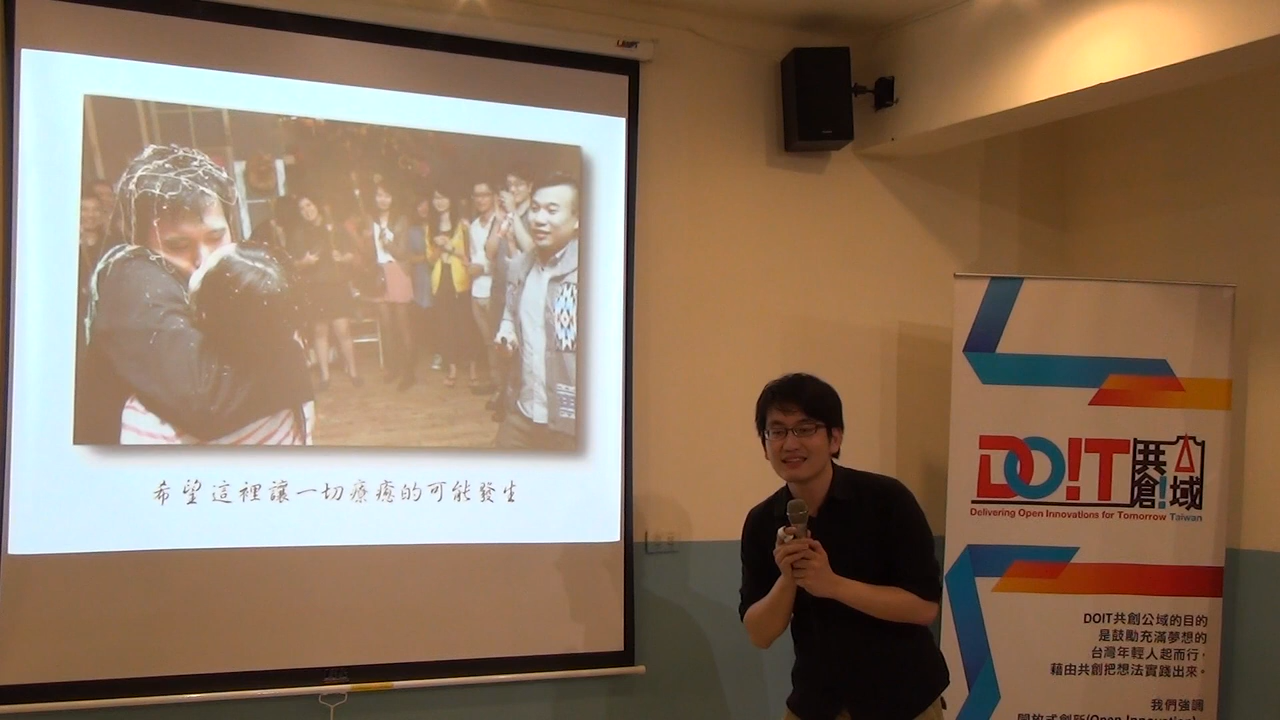 希望這裡讓一切療癒的可能發生
DO!T共創!公域
Delivering Open Innovations for Tomorrow Taiwan
DOIT共創公域的目的
是鼓勵充滿夢想的
台灣年輕人起而行，
藉由共創把想法實踐出來。
我們強調